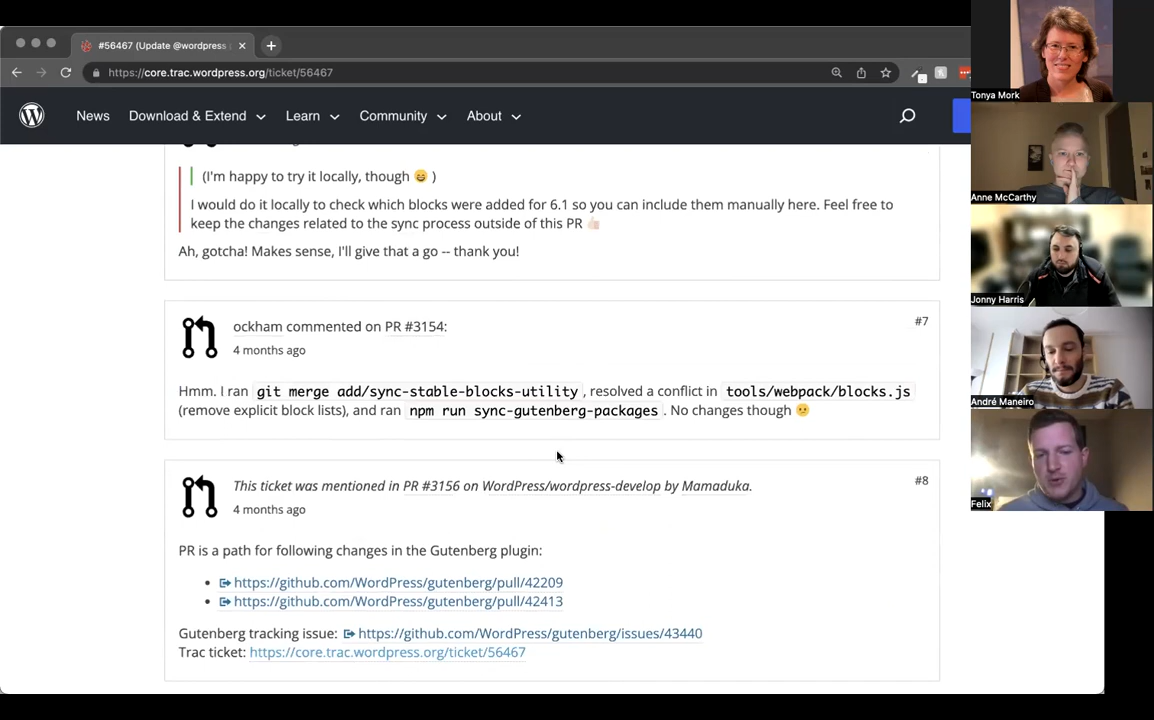 #56467 (Update @wordpress
https://core.trac.wordpress.org/ticket/56467
News Download & Extend Learn Community About
(I'm happy to try it locally, though 😄 )
I would do it locally to check which blocks were added for 6.1 so you can include them manually here. Feel free to
keep the changes related to the sync process outside of this PR 👍🏻
Ah, gotcha! Makes sense, I'll give that a go -- thank you!
ockham commented on PR #3154:
#7
4 months ago
Hmm. I ran git merge add/sync-stable-blocks-utility , resolved a conflict in tools/webpack/blocks.js
(remove explicit block lists), and ran npm run sync-gutenberg-packages . No changes though 😕
This ticket was mentioned in PR #3156 on WordPress/wordpress-develop by Mamaduka.
#8
4 months ago
PR is a path for following changes in the Gutenberg plugin:
https://github.com/WordPress/gutenberg/pull/42209
https://github.com/WordPress/gutenberg/pull/42413
Gutenberg tracking issue: https://github.com/WordPress/gutenberg/issues/43440
Trac ticket: https://core.trac.wordpress.org/ticket/56467
Tonya Mork
Anne McCarthy
Jonny Harris
André Maneiro
Felix